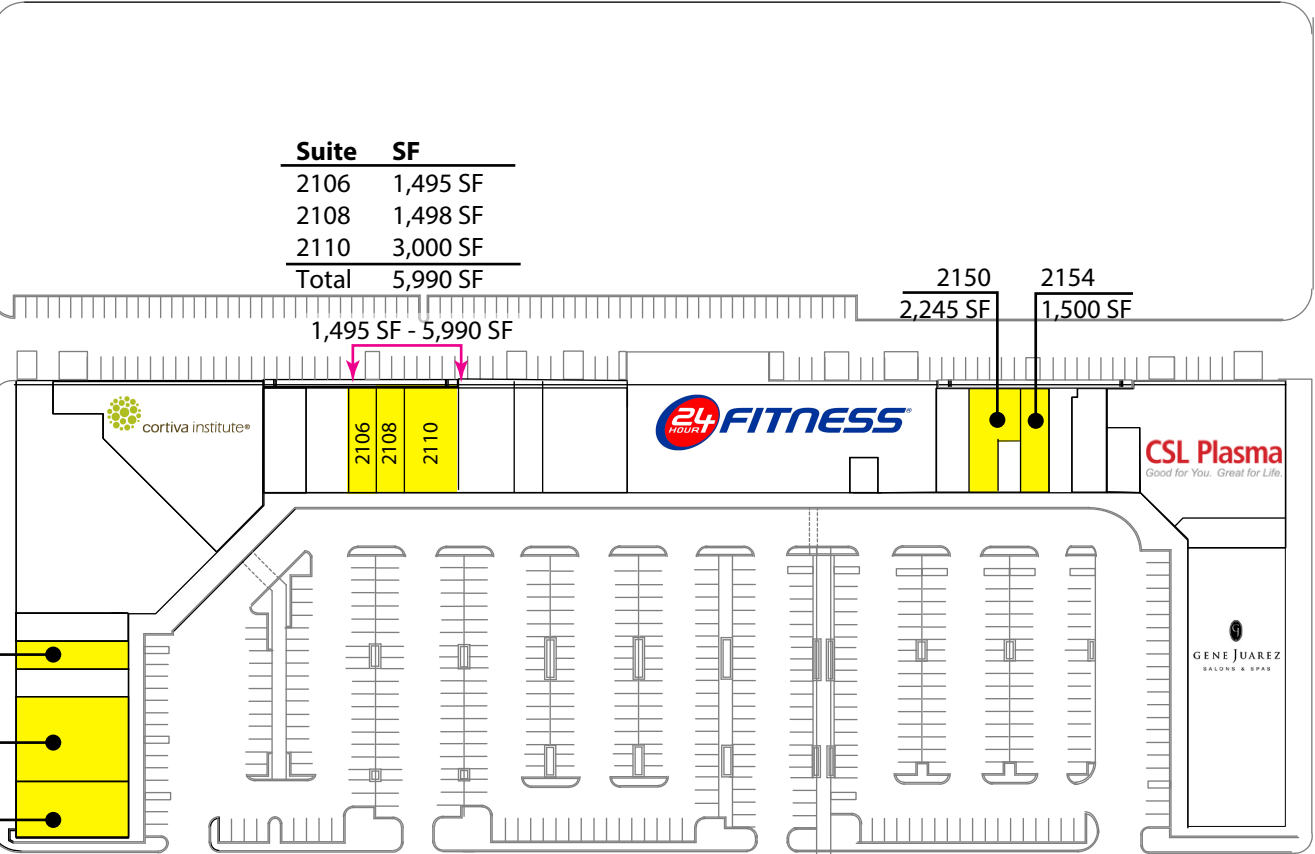 Suite SF
2106 1,495 SF
2108 1,498 SF
2110 3,000 SF
Total 5,990 SF
1,495 SF - 5,990 SF
2150 2154
2,245 SF 1,500 SF
cortiva institute®
2106
2108
2110
24
HOUR
FITNESS®
CSL Plasma
Good for You. Great for Life.
GJ
GENE JUAREZ
SALONS & SPAS